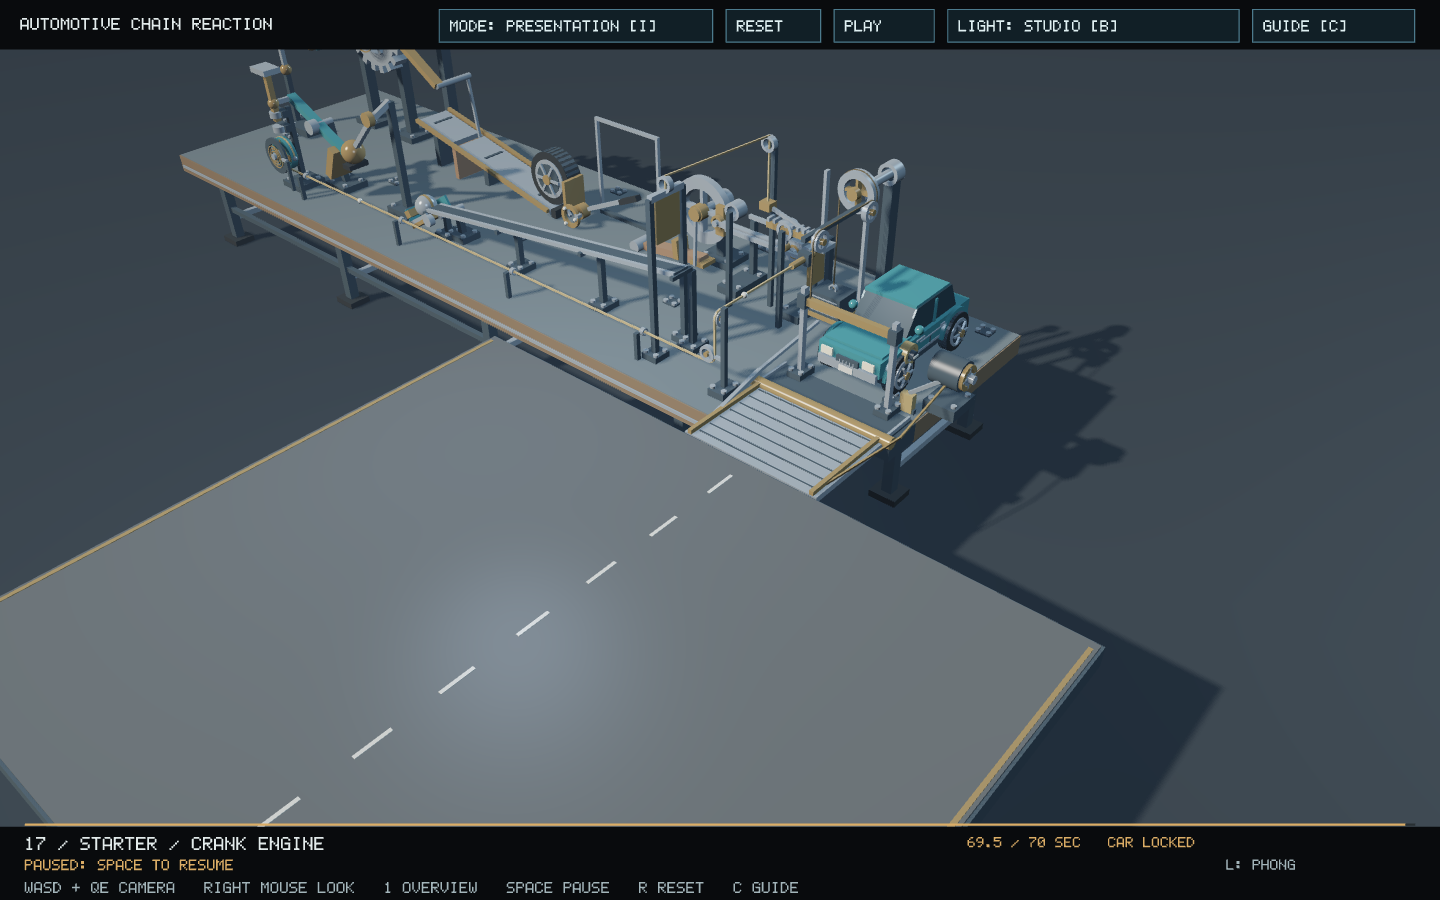 AUTOMOTIVE CHAIN REACTION
MODE: PRESENTATION [I]
RESET
PLAY
LIGHT: STUDIO [B]
GUIDE [C]
17 / STARTER / CRANK ENGINE
69.5 / 70 SEC CAR LOCKED
PAUSED: SPACE TO RESUME
L: PHONG
WASD + QE CAMERA RIGHT MOUSE LOOK 1 OVERVIEW SPACE PAUSE R RESET C GUIDE